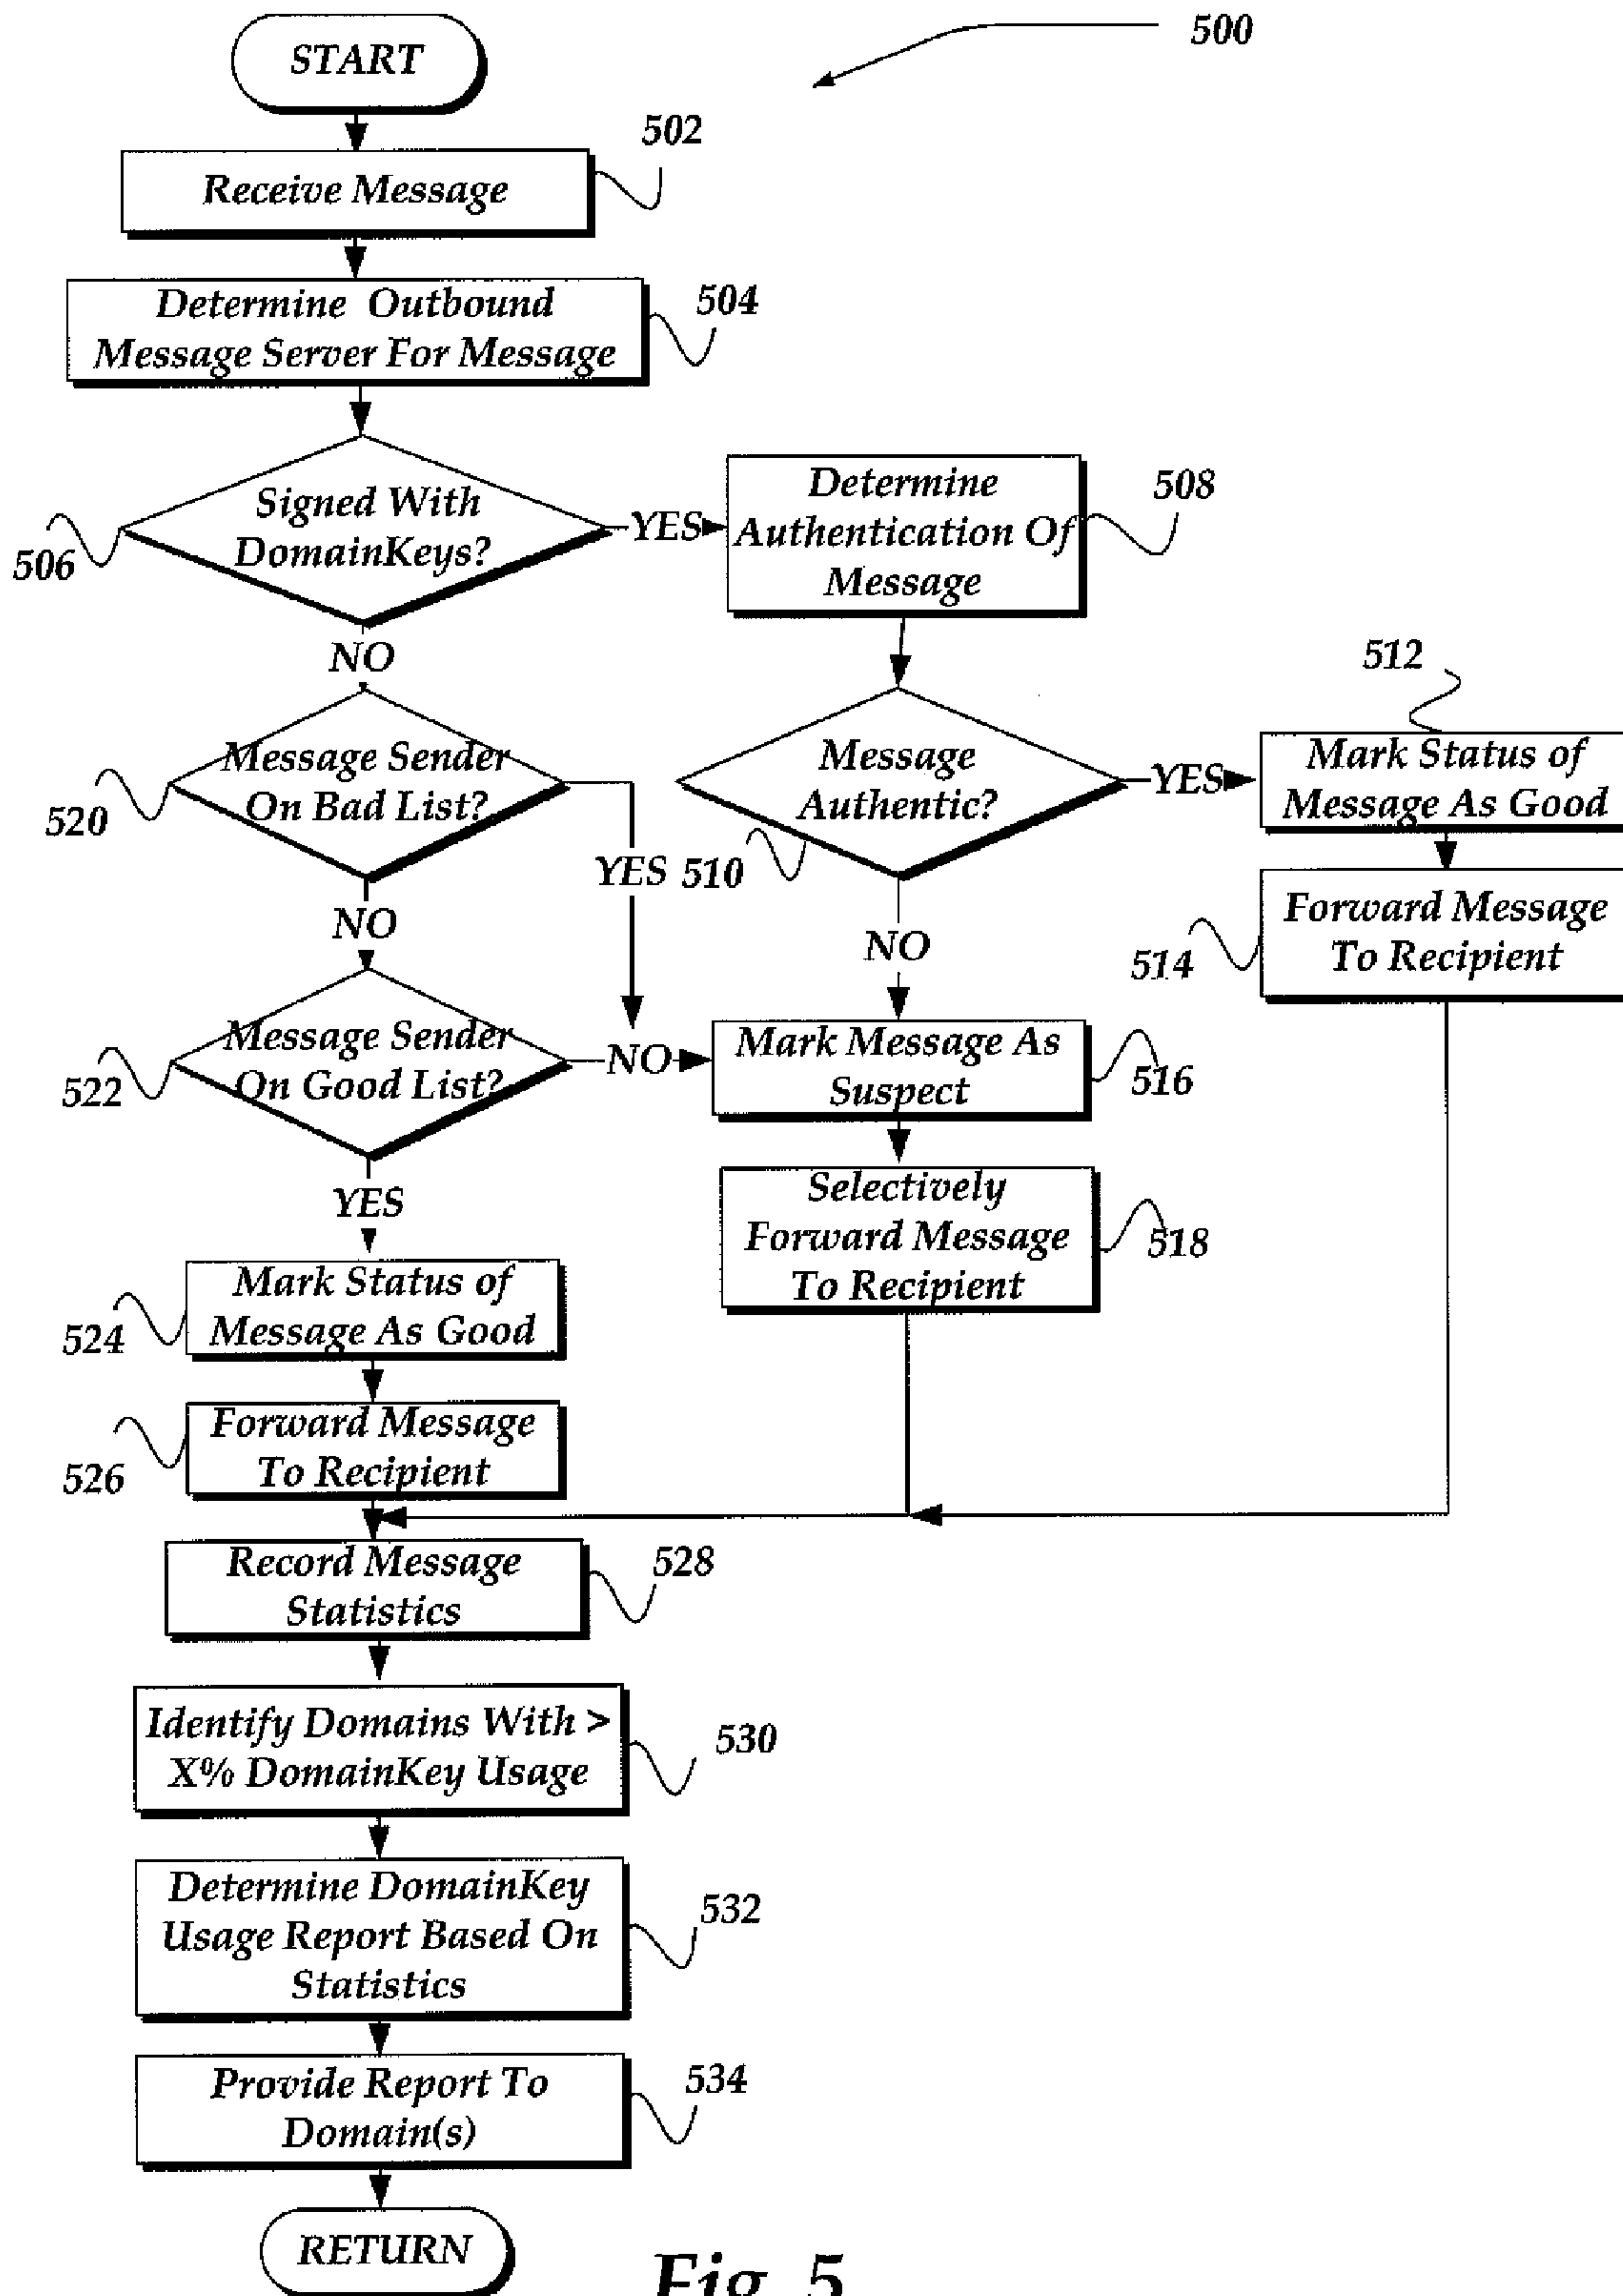 START
500
502
Receive Message
Determine Outbound
Message Server For Message
504
Signed With
DomainKeys?
506
YES
Determine
Authentication Of
Message
508
NO
Message Sender
On Bad List?
520
YES
Message
Authentic?
510
YES
512
Mark Status of
Message As Good
Forward Message
To Recipient
514
NO
NO
Message Sender
On Good List?
522
NO
Mark Message As
Suspect
516
Selectively
Forward Message
To Recipient
518
YES
Mark Status of
Message As Good
524
Forward Message
To Recipient
526
Record Message
Statistics
528
Identify Domains With >
X% DomainKey Usage
530
Determine DomainKey
Usage Report Based On
Statistics
532
Provide Report To
Domain(s)
534
RETURN
Fig. 5